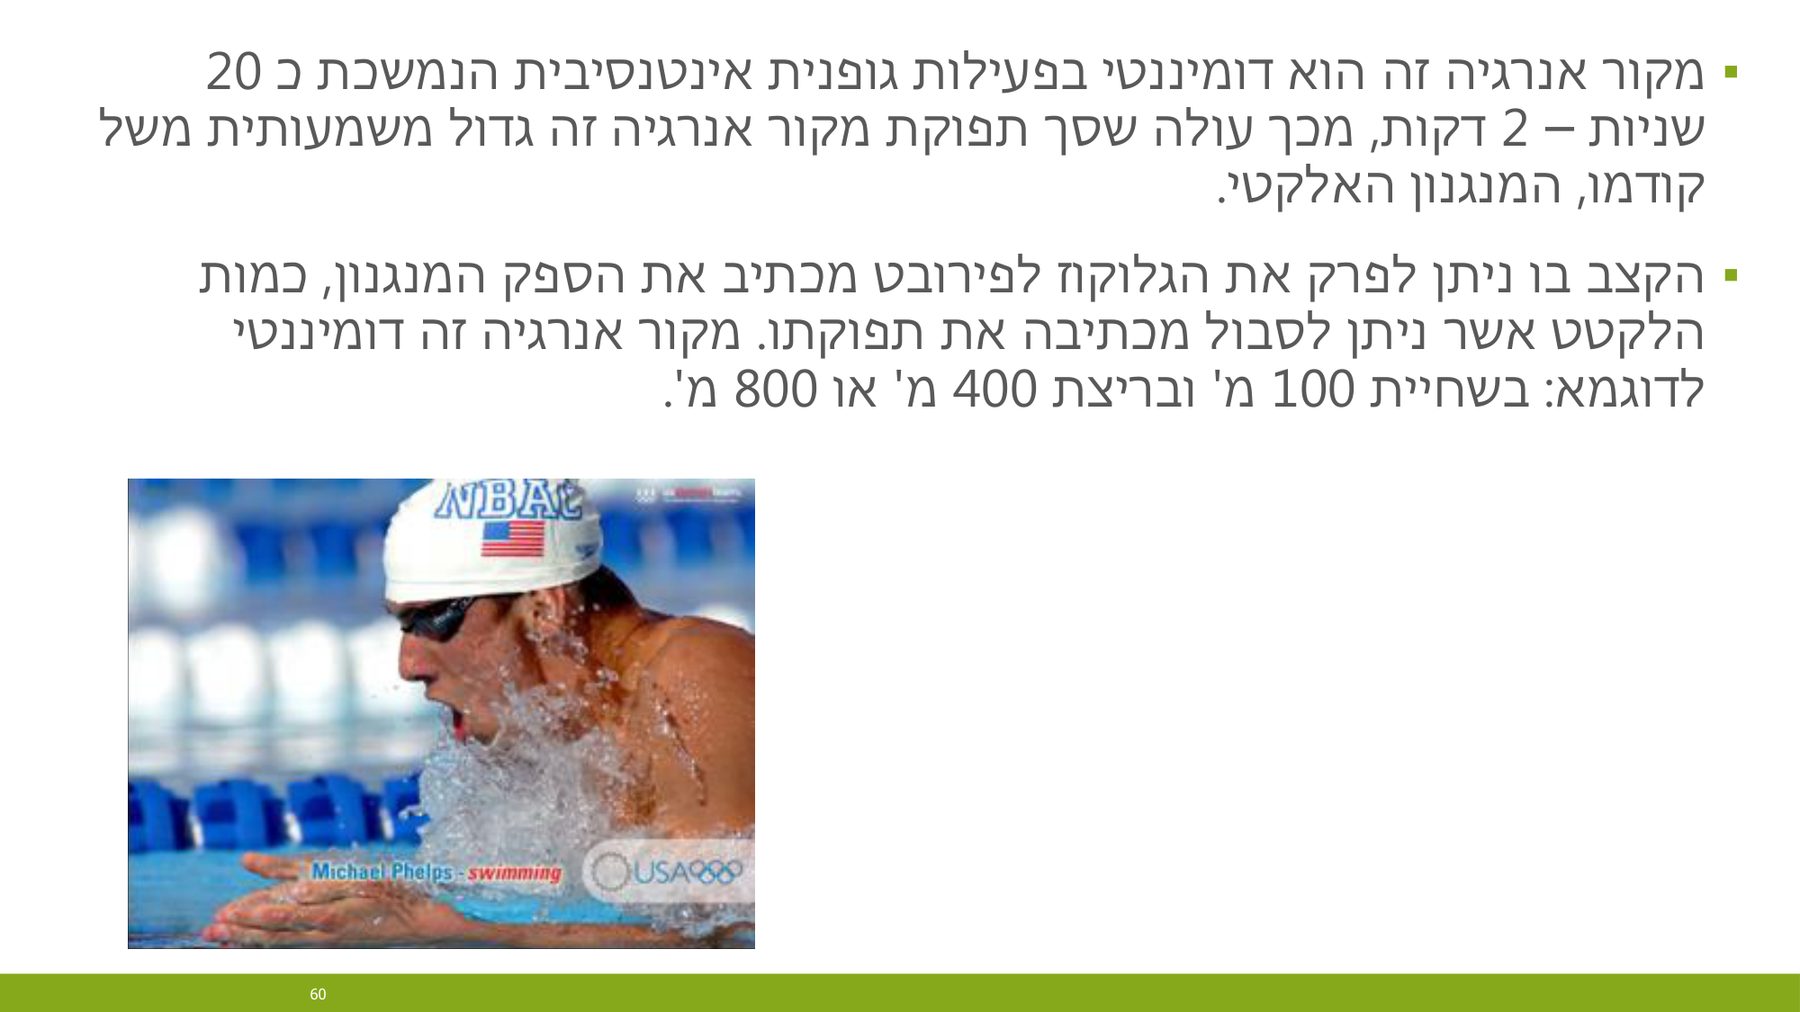 ▪ מקור אנרגיה זה הוא דומיננטי בפעילות גופנית אינטנסיבית הנמשכת כ 20
שניות – 2 דקות, מכך עולה שסך תפוקת מקור אנרגיה זה גדול משמעותית משל
קודמו, המנגנון האלקטי.
▪ הקצב בו ניתן לפרק את הגלוקוז לפירובט מכתיב את הספק המנגנון, כמות
הלקטט אשר ניתן לסבול מכתיבה את תפוקתו. מקור אנרגיה זה דומיננטי
לדוגמא: בשחיית 100 מ' ובריצת 400 מ' או 800 מ'.
NBAC
Michael Phelps - swimming
USA
60